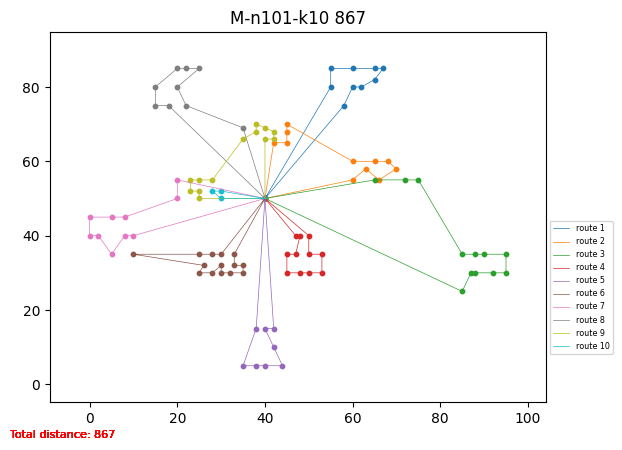 M-n101-k10 867
80
60
40
20
0
0
20
40
60
80
100
route 1
route 2
route 3
route 4
route 5
route 6
route 7
route 8
route 9
route 10
Total distance: 867